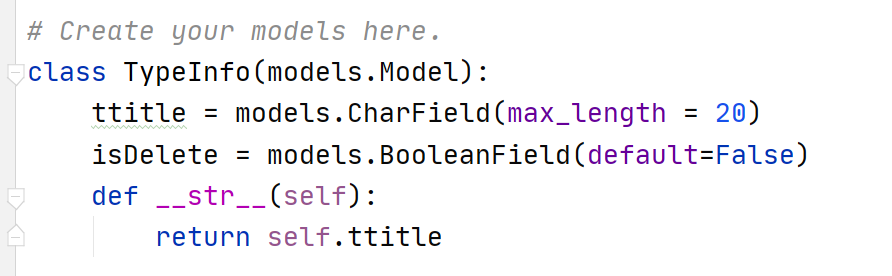 # Create your models here.
class TypeInfo(models.Model):
    ttitle = models.CharField(max_length = 20)
    isDelete = models.BooleanField(default=False)
    def __str__(self):
        return self.ttitle